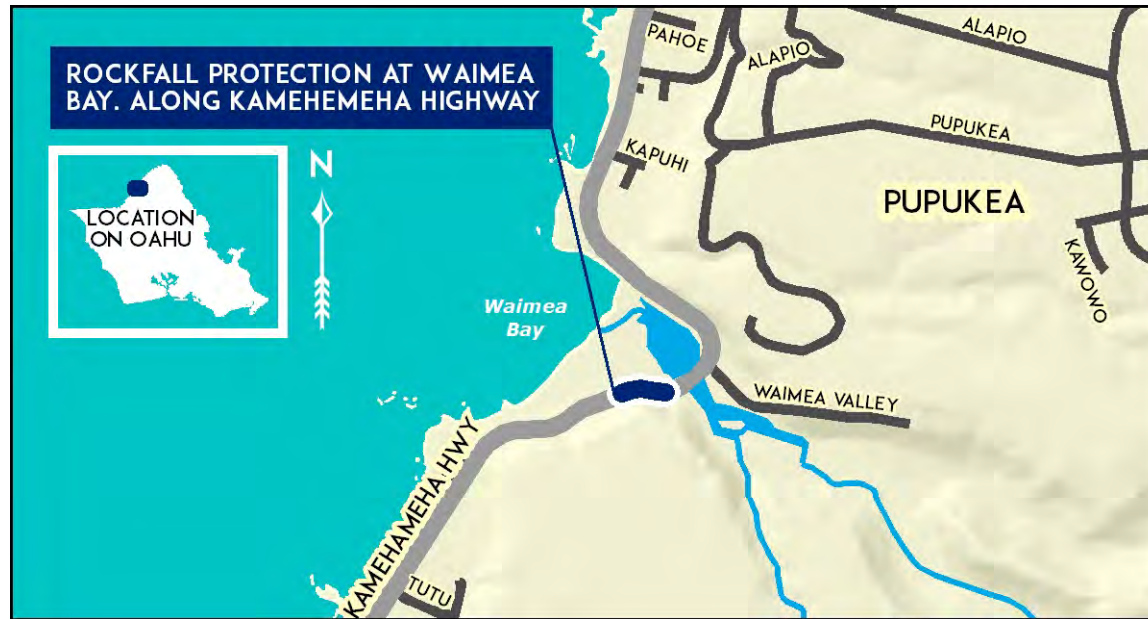 ROCKFALL PROTECTION AT WAIMEA
BAY. ALONG KAMEHEMEHA HIGHWAY
LOCATION
ON OAHU
N
Waimea
Bay
PAHOE
ALAPIO
ALAPIO
PUPUKEA
KAPUHI
PUPUKEA
KAWOWO
WAIMEA VALLEY
KAMEHAMEHA HWY
TUTU